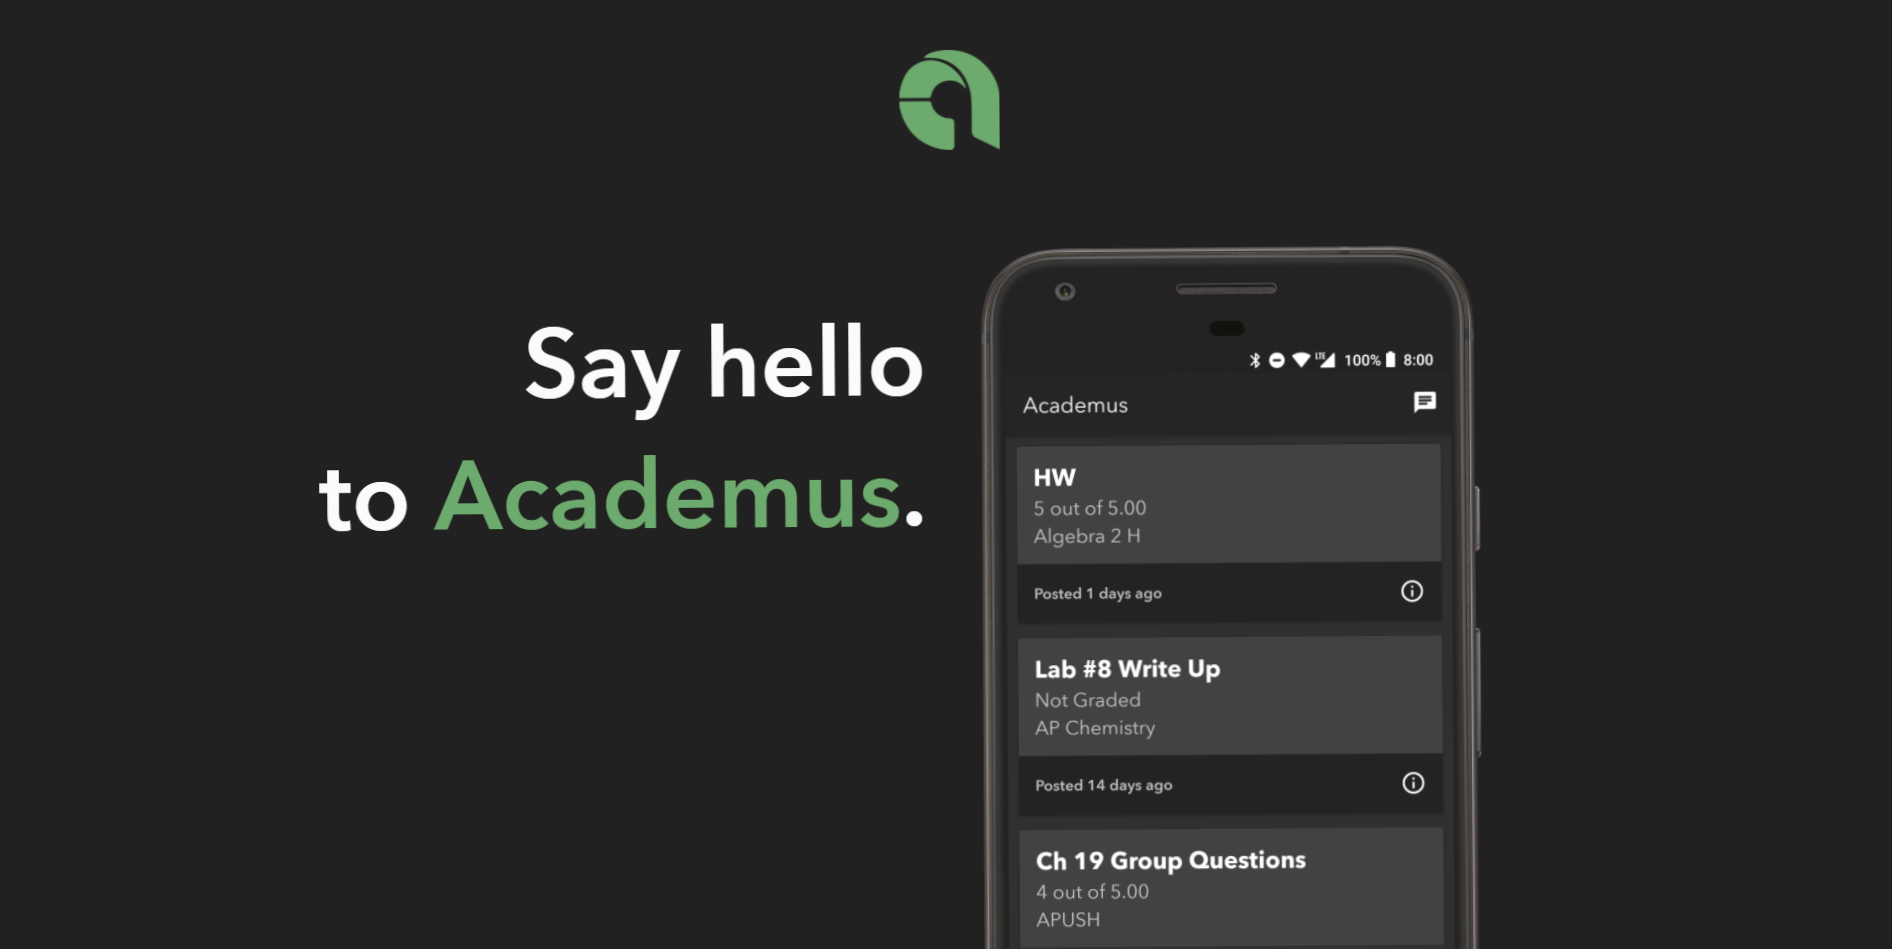 Say hello
to Academus.
LTE 100% 8:00
Academus
HW
5 out of 5.00
Algebra 2 H
Posted 1 days ago
Lab #8 Write Up
Not Graded
AP Chemistry
Posted 14 days ago
Ch 19 Group Questions
4 out of 5.00
APUSH